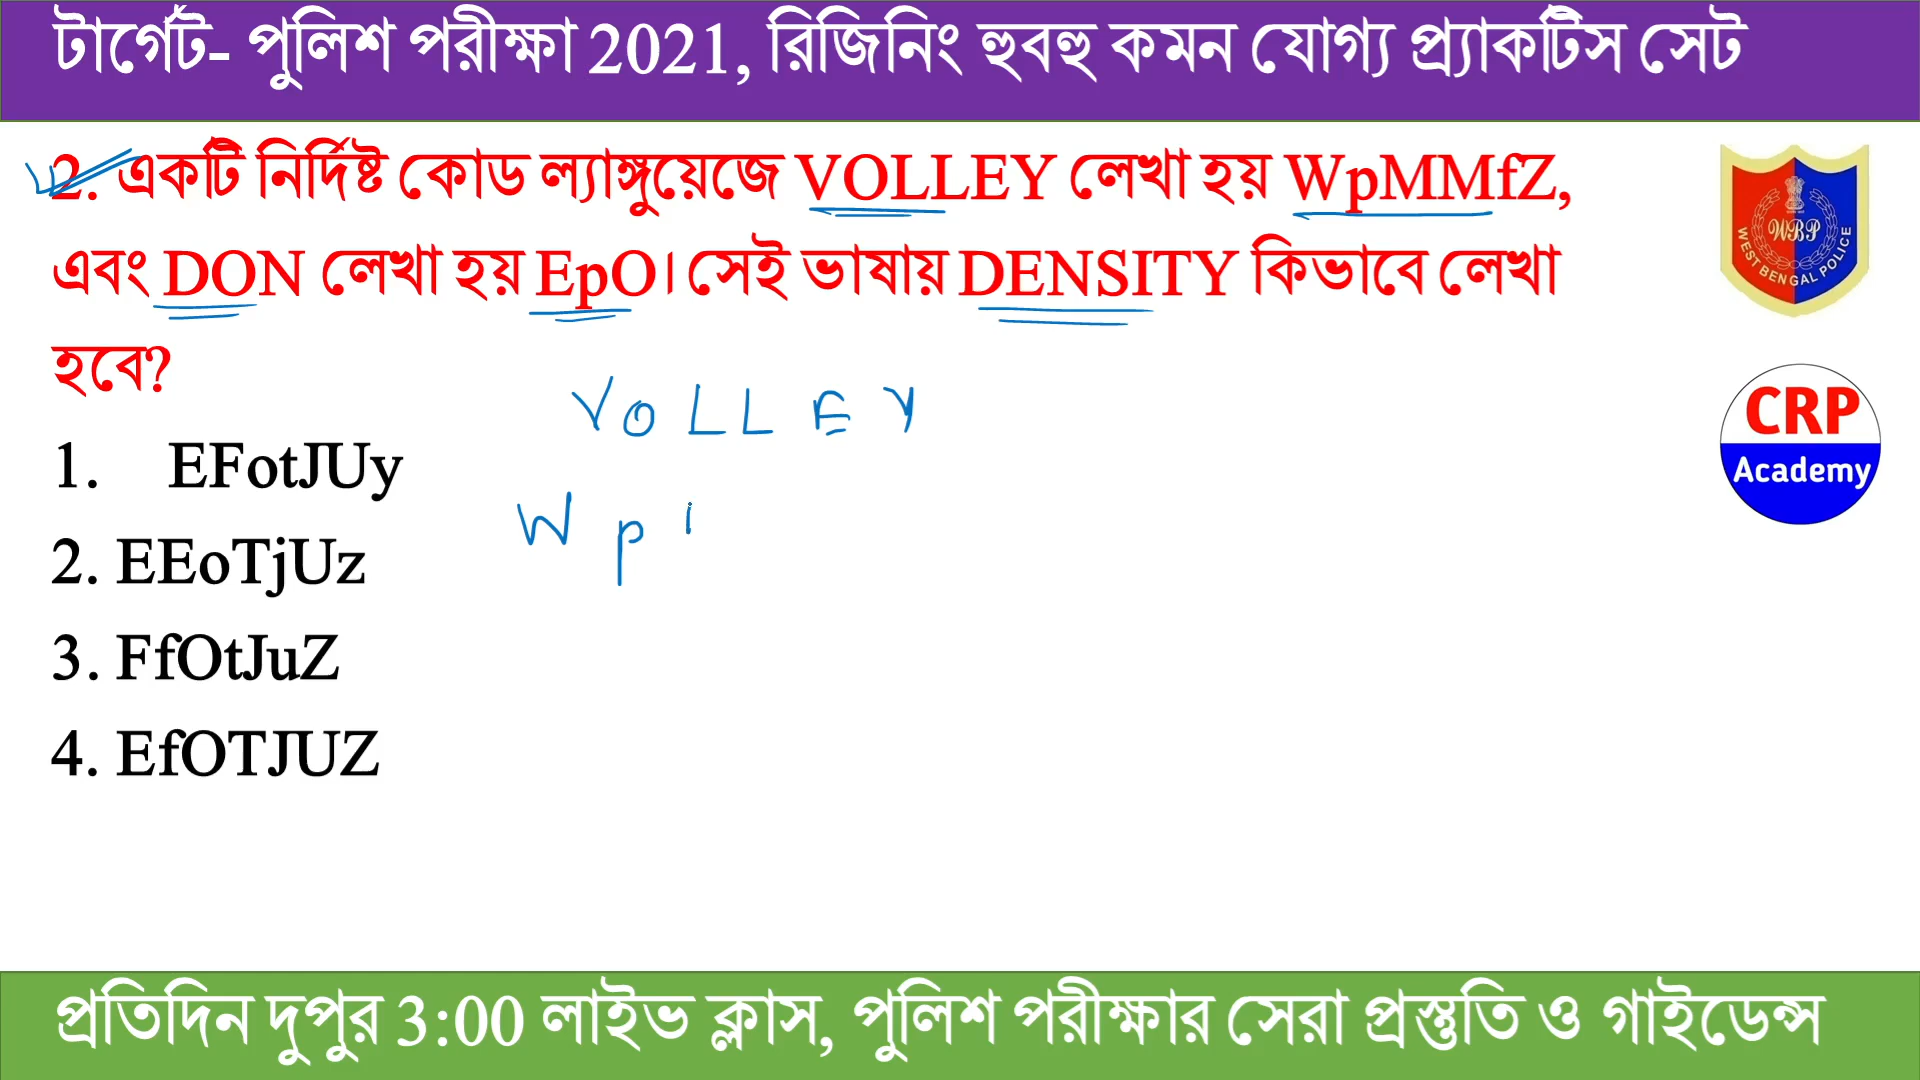 টার্গেট- পুলিশ পরীক্ষা 2021, রিজিনিং হুবহু কমন যোগ্য প্র্যাকটিস সেট
2. একটি নির্দিষ্ট কোড ল্যাঙ্গুয়েজে VOLLEY লেখা হয় WpMMfZ,
এবং DON লেখা হয় EpO। সেই ভাষায় DENSITY কিভাবে লেখা
হবে?
VOLLEY
1. EFotJUy
W p
2. EEoTjUz
3. FfOtJuZ
4. EfOTJUZ
WBP
WEST BENGAL POLICE
CRP
Academy
প্রতিদিন দুপুর 3:00 লাইভ ক্লাস, পুলিশ পরীক্ষার সেরা প্রস্তুতি ও গাইডেন্স